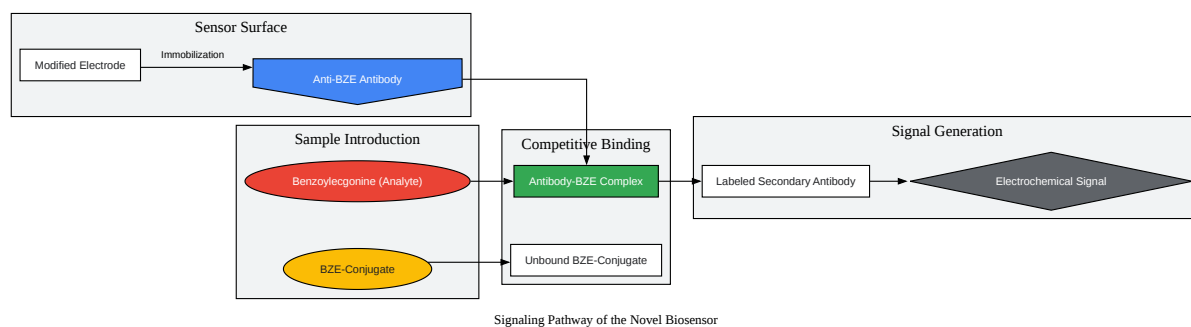 Sensor Surface
Modified Electrode
Immobilization
Anti-BZE Antibody
Sample Introduction
Benzoylecgonine (Analyte)
BZE-Conjugate
Competitive Binding
Antibody-BZE Complex
Unbound BZE-Conjugate
Signal Generation
Labeled Secondary Antibody
Electrochemical Signal
Signaling Pathway of the Novel Biosensor